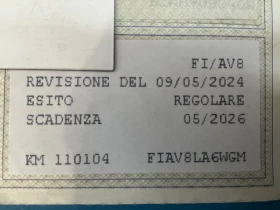 FI/AV8
REVISIONE DEL 09/05/2024
ESITO REGOLARE
SCADENZA 05/2026
KM 110104 FIAV8LA6WGM